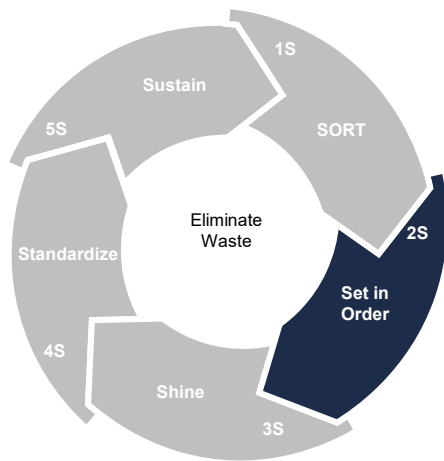 1S
SORT
2S
Set in
Order
3S
Shine
4S
Standardize
5S
Sustain
Eliminate
Waste